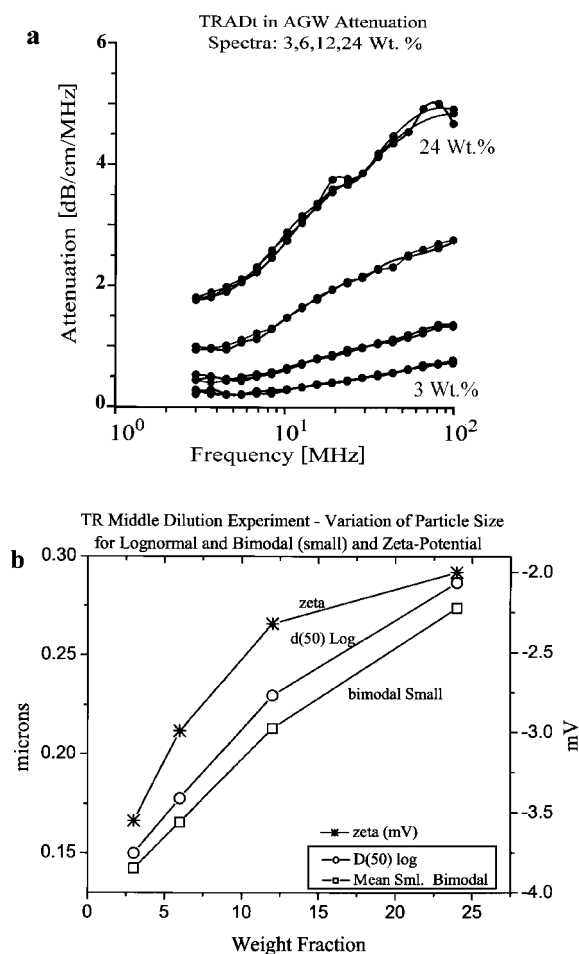 a
TRADt in AGW Attenuation
Spectra: 3,6,12,24 Wt. %
Attenuation [dB/cm/MHz]
6
4
2
0
24 Wt.%
3 Wt.%
10^0
10^1
10^2
Frequency [MHz]
b
TR Middle Dilution Experiment - Variation of Particle Size
for Lognormal and Bimodal (small) and Zeta-Potential
microns
0.30
0.25
0.20
0.15
zeta
d(50) Log
bimodal Small
-2.0
-2.5
-3.0
-3.5
-4.0
mV
zeta (mV)
D(50) log
Mean Sml. Bimodal
0
5
10
15
20
25
Weight Fraction